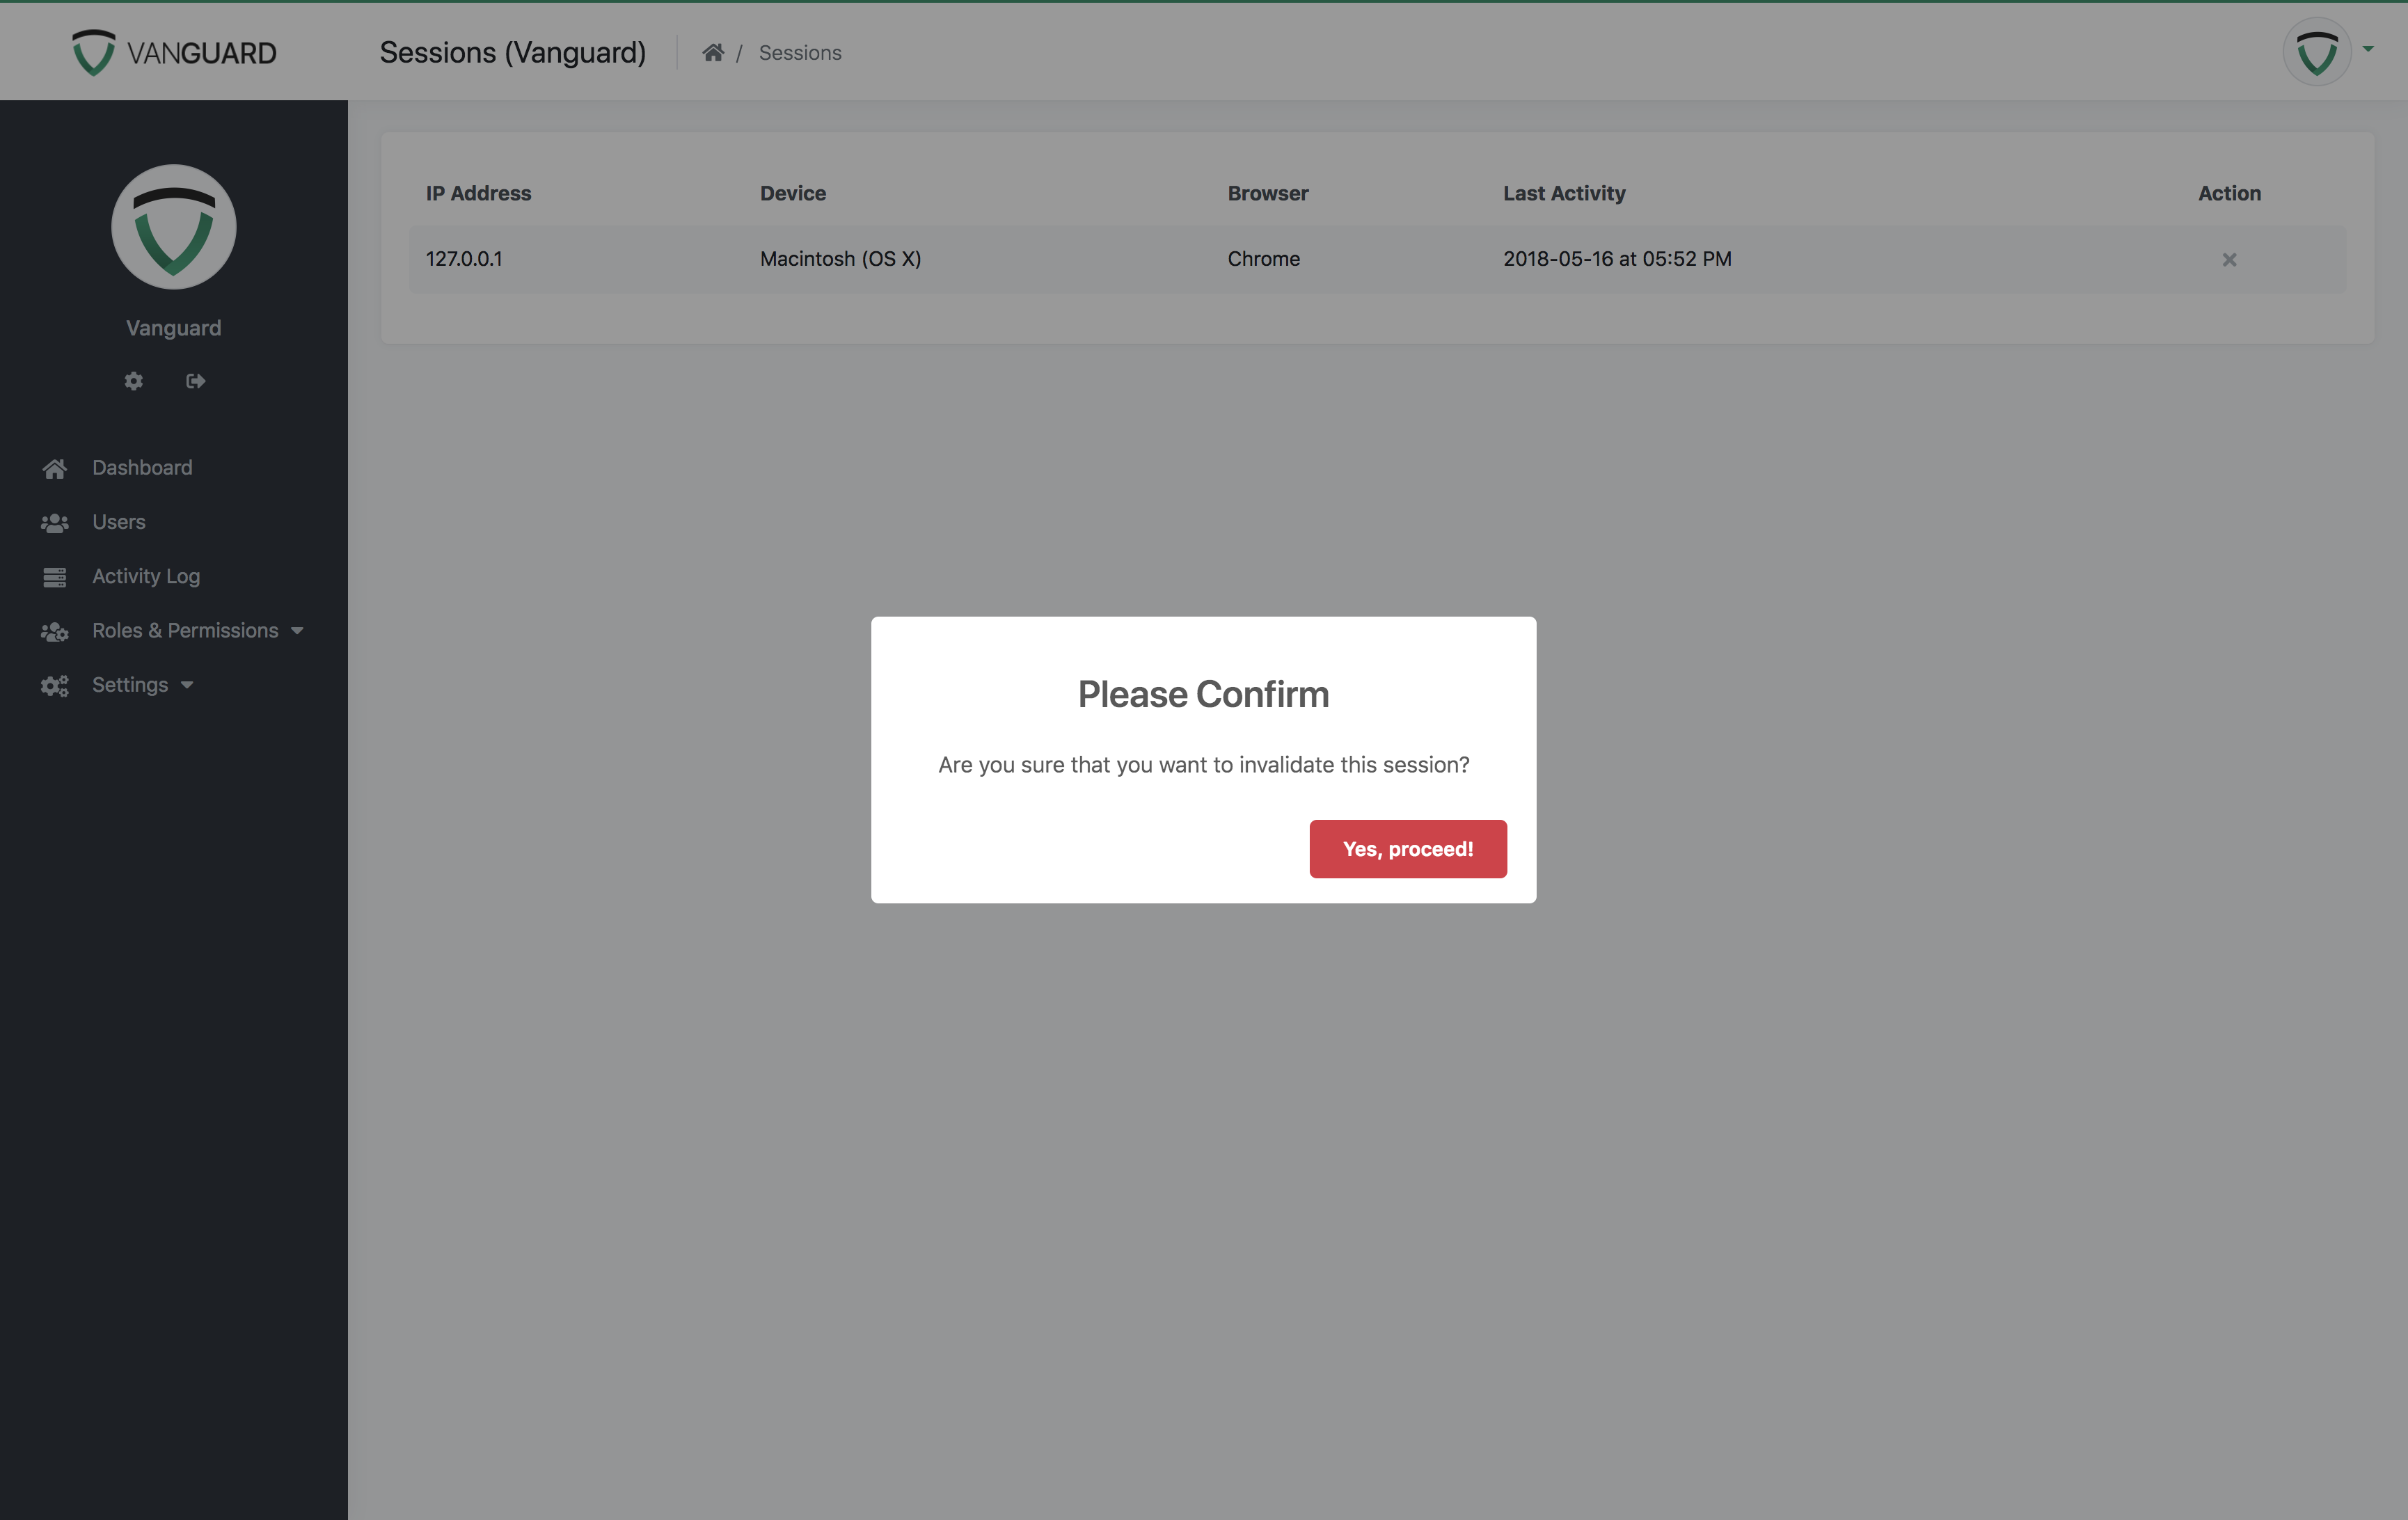 VANGUARD
Sessions (Vanguard)
/ Sessions
IP Address Device Browser Last Activity Action
127.0.0.1 Macintosh (OS X) Chrome 2018-05-16 at 05:52 PM
Vanguard
Dashboard
Users
Activity Log
Roles & Permissions
Settings
Please Confirm
Are you sure that you want to invalidate this session?
Yes, proceed!